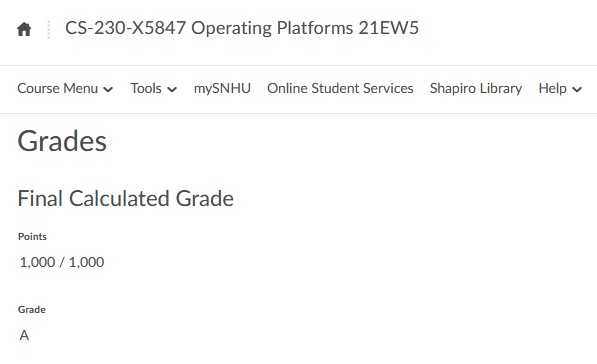 CS-230-X5847 Operating Platforms 21EW5
Course Menu Tools mySNHU Online Student Services Shapiro Library Help
Grades
Final Calculated Grade
Points
1,000 / 1,000
Grade
A